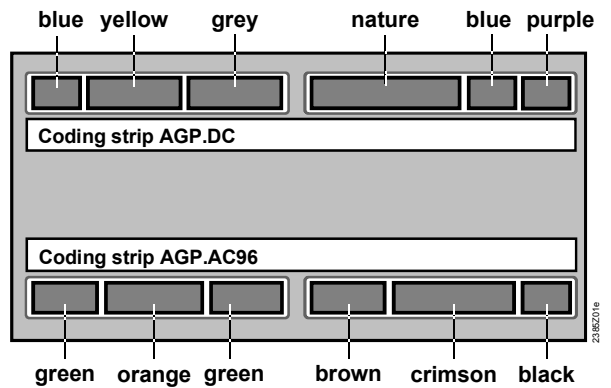 blue yellow grey nature blue purple
Coding strip AGP.DC
Coding strip AGP.AC96
green orange green brown crimson black
2385Z01e